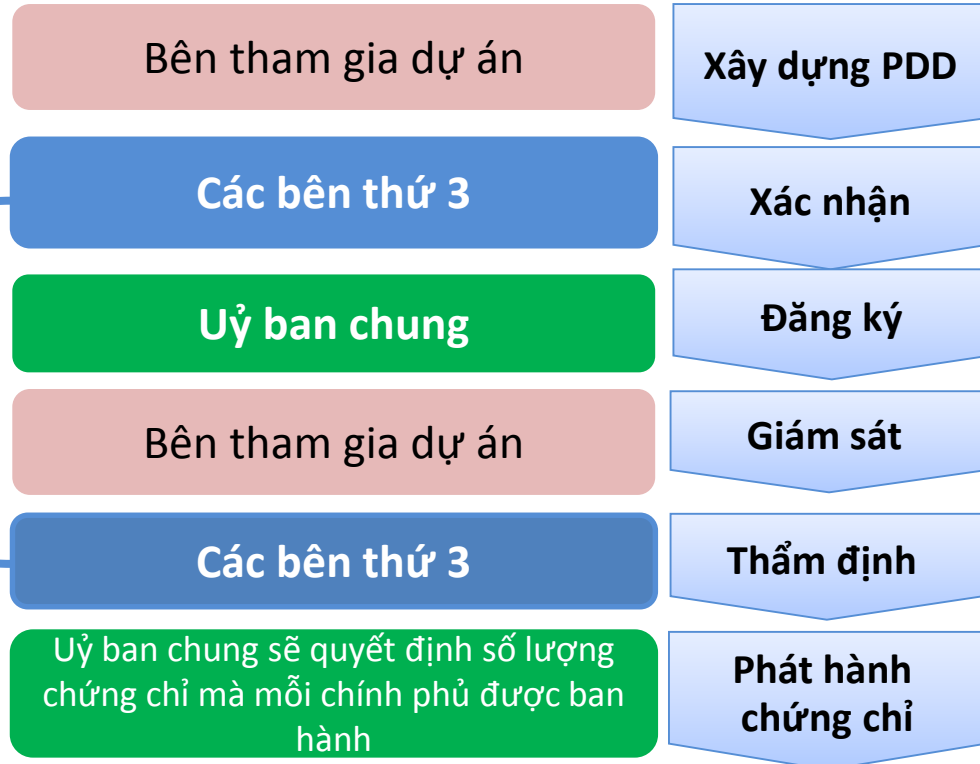 Bên tham gia dự án
Xây dựng PDD
Các bên thứ 3
Xác nhận
Uỷ ban chung
Đăng ký
Bên tham gia dự án
Giám sát
Các bên thứ 3
Thẩm định
Uỷ ban chung sẽ quyết định số lượng
chứng chỉ mà mỗi chính phủ được ban
hành
Phát hành
chứng chỉ